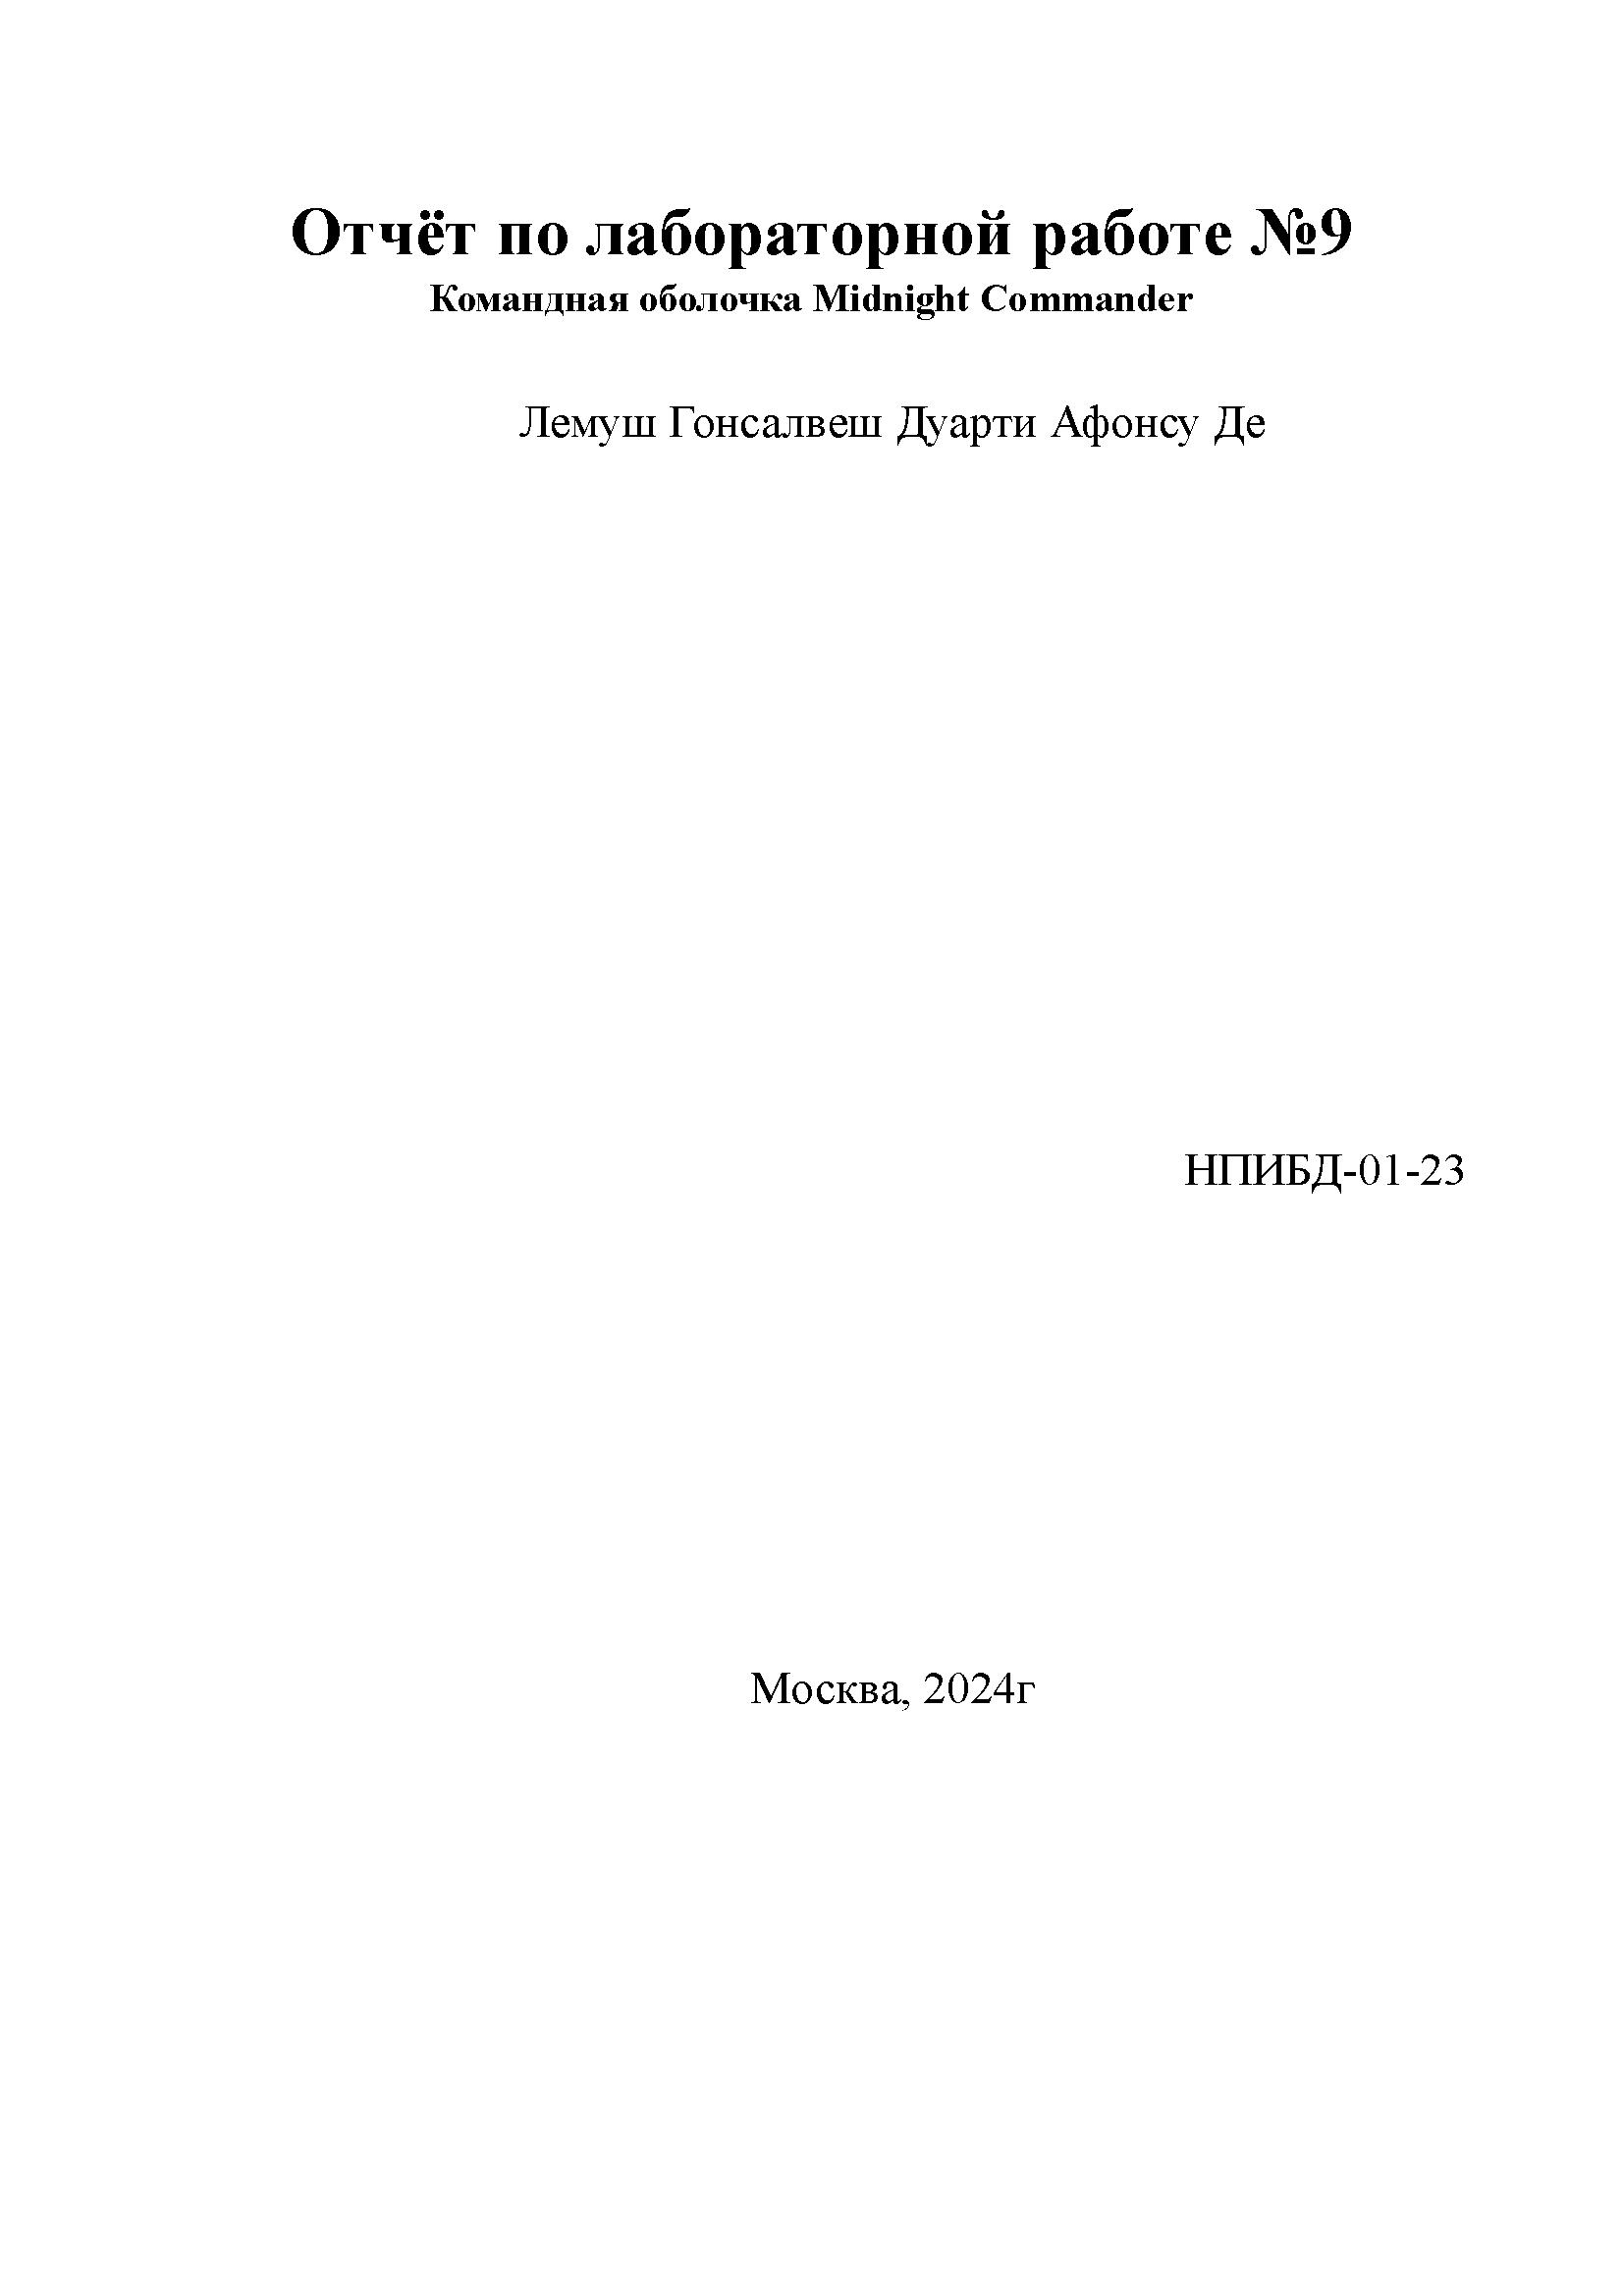 Отчёт по лабораторной работе №9
Командная оболочка Midnight Commander
Лемуш Гонсалвеш Дуарти Афонсу Де
НПИБД-01-23
Москва, 2024г